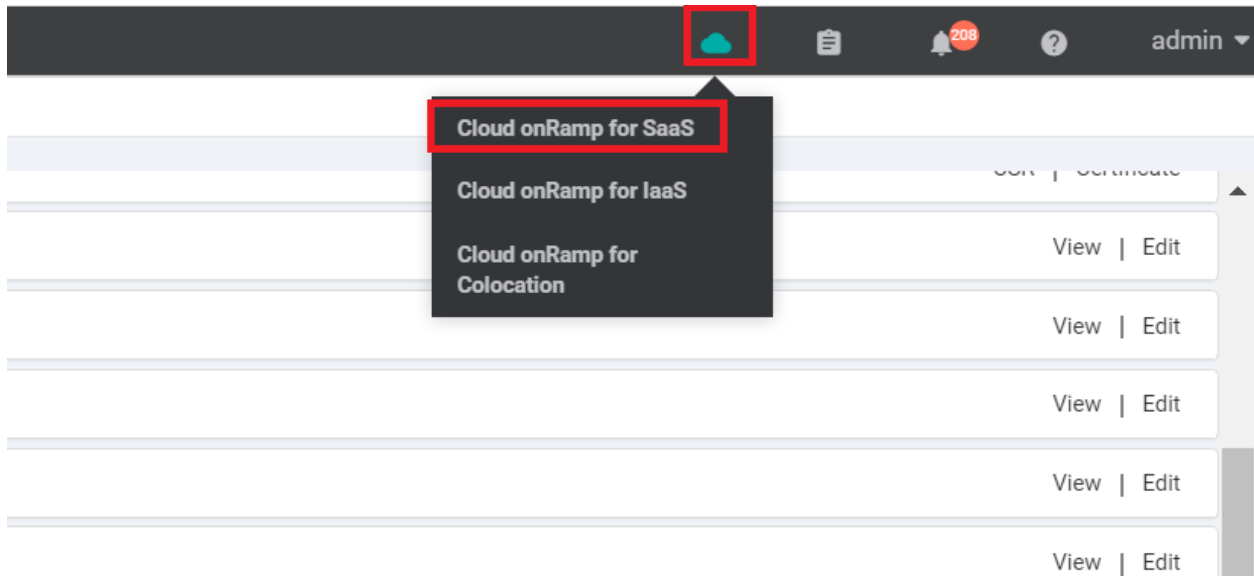 208
admin
Cloud onRamp for SaaS
Cloud onRamp for IaaS
Cloud onRamp for
Colocation
View | Edit
View | Edit
View | Edit
View | Edit
View | Edit